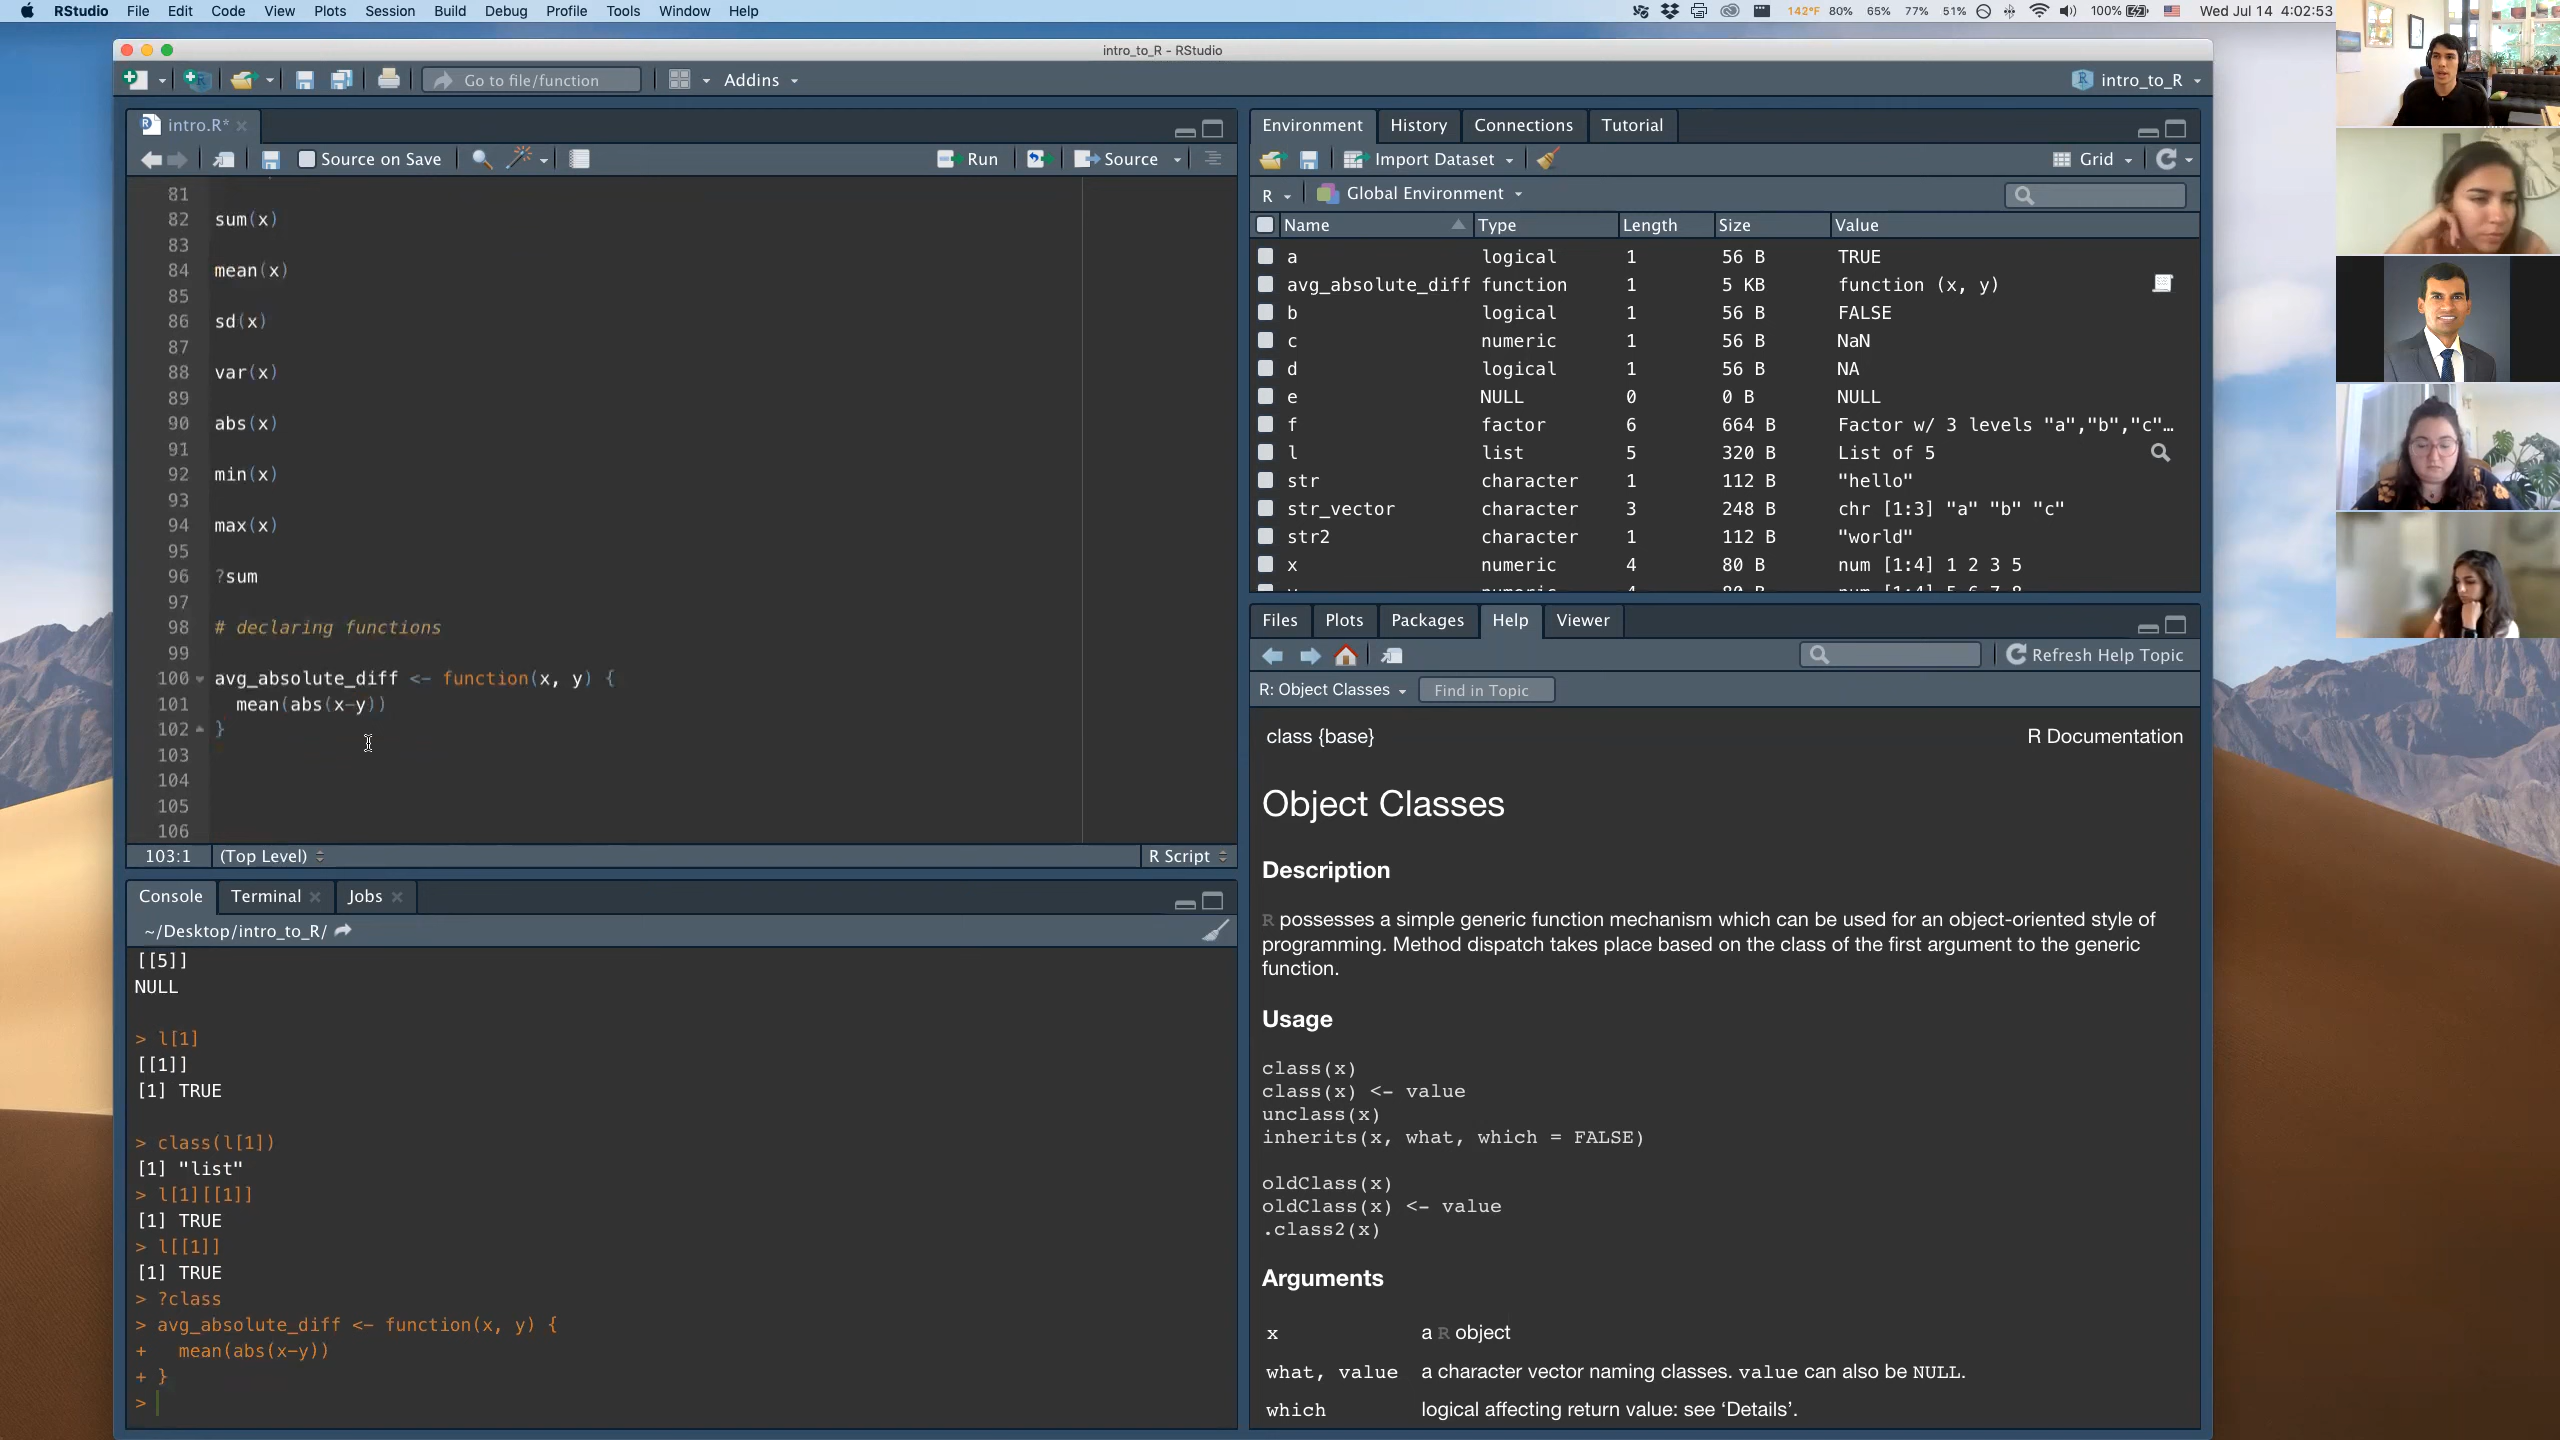 RStudio File Edit Code View Plots Session Build Debug Profile Tools Window Help
142°F 80% 65% 77% 51% 100% Wed Jul 14 4:02:53
intro_to_R - RStudio
Go to file/function Addins intro_to_R
intro.R*
Source on Save Run Source
81
82 sum(x)
83
84 mean(x)
85
86 sd(x)
87
88 var(x)
89
90 abs(x)
91
92 min(x)
93
94 max(x)
95
96 ?sum
97
98 # declaring functions
99
100 avg_absolute_diff <- function(x, y) {
101 mean(abs(x-y))
102 }
103
104
105
106
103:1 (Top Level) R Script
Console Terminal Jobs
~/Desktop/intro_to_R/
[[5]]
NULL
> l[1]
[[1]]
[1] TRUE
> class(l[1])
[1] "list"
> l[1][[1]]
[1] TRUE
> l[[1]]
[1] TRUE
> ?class
> avg_absolute_diff <- function(x, y) {
+ mean(abs(x-y))
+ }
>
Environment History Connections Tutorial
Import Dataset Grid
R Global Environment
Name Type Length Size Value
a logical 1 56 B TRUE
avg_absolute_diff function 1 5 KB function (x, y)
b logical 1 56 B FALSE
c numeric 1 56 B NaN
d logical 1 56 B NA
e NULL 0 0 B NULL
f factor 6 664 B Factor w/ 3 levels "a","b","c"…
l list 5 320 B List of 5
str character 1 112 B "hello"
str_vector character 3 248 B chr [1:3] "a" "b" "c"
str2 character 1 112 B "world"
x numeric 4 80 B num [1:4] 1 2 3 5
Files Plots Packages Help Viewer
Refresh Help Topic
R: Object Classes Find in Topic
class {base} R Documentation
Object Classes
Description
R possesses a simple generic function mechanism which can be used for an object-oriented style of
programming. Method dispatch takes place based on the class of the first argument to the generic
function.
Usage
class(x)
class(x) <- value
unclass(x)
inherits(x, what, which = FALSE)
oldClass(x)
oldClass(x) <- value
.class2(x)
Arguments
x a R object
what, value a character vector naming classes. value can also be NULL.
which logical affecting return value: see ‘Details’.